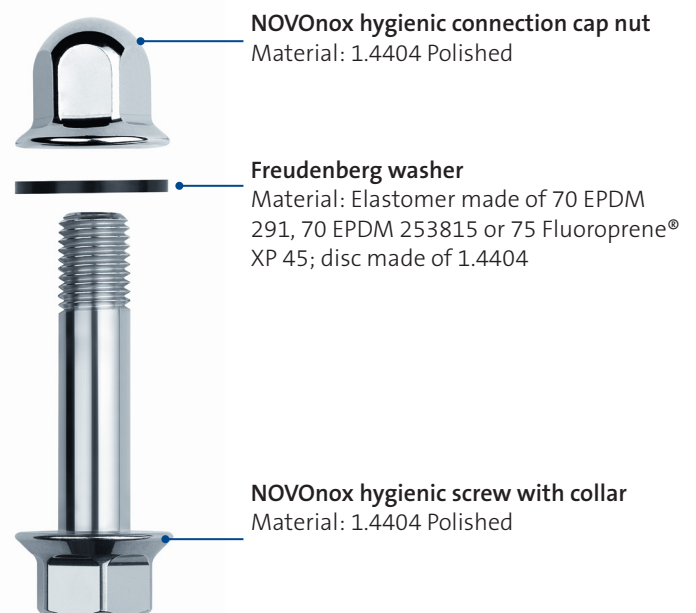 NOVOnox hygienic connection cap nut
Material: 1.4404 Polished
Freudenberg washer
Material: Elastomer made of 70 EPDM
291, 70 EPDM 253815 or 75 Fluoroprene®
XP 45; disc made of 1.4404
NOVOnox hygienic screw with collar
Material: 1.4404 Polished